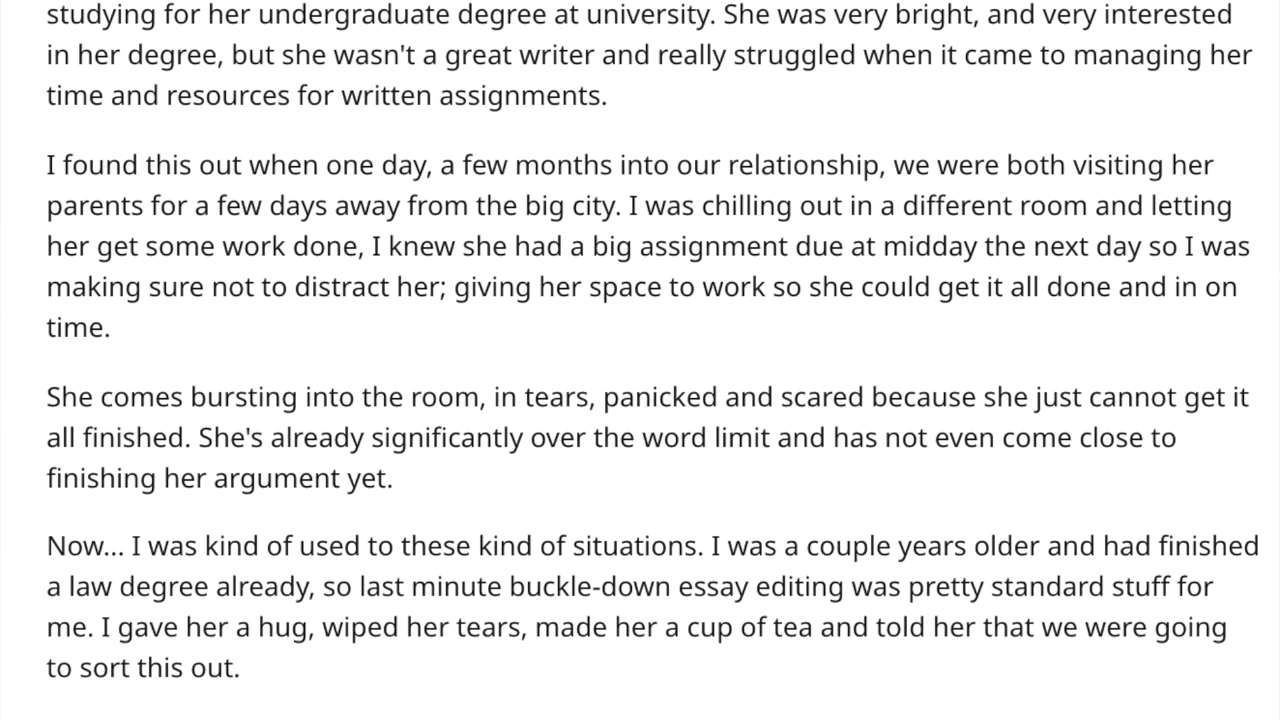 studying for her undergraduate degree at university. She was very bright, and very interested
in her degree, but she wasn't a great writer and really struggled when it came to managing her
time and resources for written assignments.
I found this out when one day, a few months into our relationship, we were both visiting her
parents for a few days away from the big city. I was chilling out in a different room and letting
her get some work done, I knew she had a big assignment due at midday the next day so I was
making sure not to distract her; giving her space to work so she could get it all done and in on
time.
She comes bursting into the room, in tears, panicked and scared because she just cannot get it
all finished. She's already significantly over the word limit and has not even come close to
finishing her argument yet.
Now... I was kind of used to these kind of situations. I was a couple years older and had finished
a law degree already, so last minute buckle-down essay editing was pretty standard stuff for
me. I gave her a hug, wiped her tears, made her a cup of tea and told her that we were going
to sort this out.